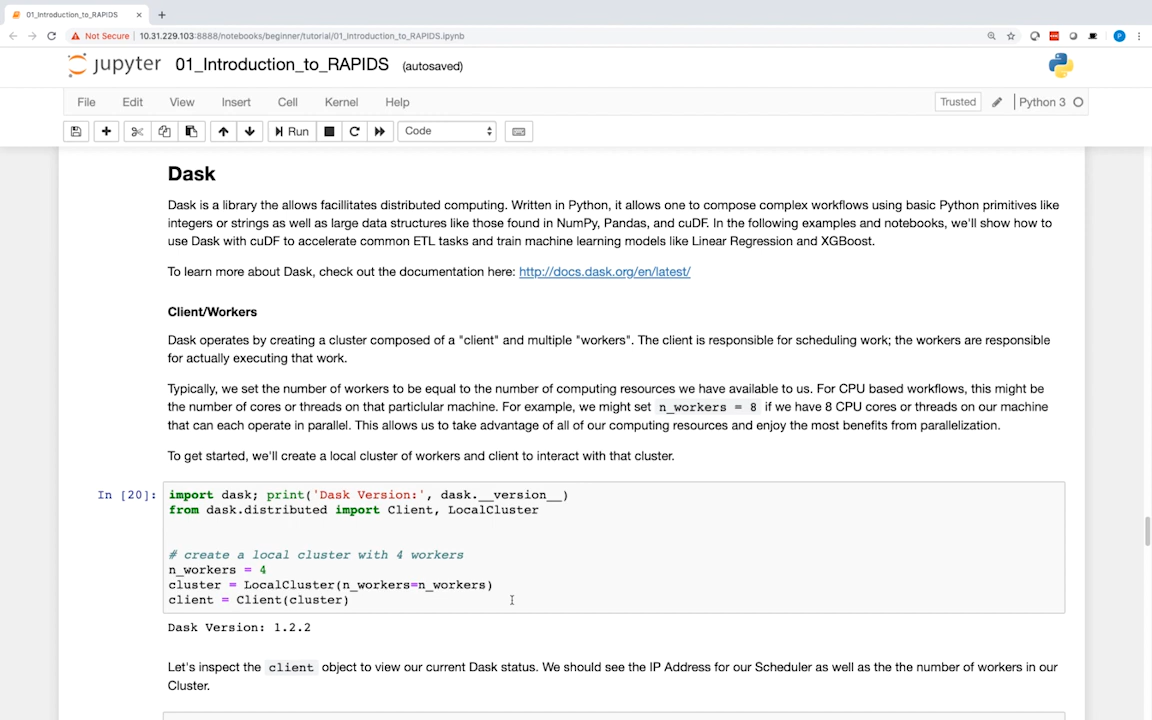 01_Introduction_to_RAPIDS
Not Secure 10.31.229.103:8888/notebooks/beginner/tutorial/01_Introduction_to_RAPIDS.ipynb
P
jupyter 01_Introduction_to_RAPIDS (autosaved)
File Edit View Insert Cell Kernel Help
Trusted Python 3
Run Code
Dask
Dask is a library the allows facillitates distributed computing. Written in Python, it allows one to compose complex workflows using basic Python primitives like
integers or strings as well as large data structures like those found in NumPy, Pandas, and cuDF. In the following examples and notebooks, we'll show how to
use Dask with cuDF to accelerate common ETL tasks and train machine learning models like Linear Regression and XGBoost.
To learn more about Dask, check out the documentation here: http://docs.dask.org/en/latest/
Client/Workers
Dask operates by creating a cluster composed of a "client" and multiple "workers". The client is responsible for scheduling work; the workers are responsible
for actually executing that work.
Typically, we set the number of workers to be equal to the number of computing resources we have available to us. For CPU based workflows, this might be
the number of cores or threads on that particlular machine. For example, we might set n_workers = 8 if we have 8 CPU cores or threads on our machine
that can each operate in parallel. This allows us to take advantage of all of our computing resources and enjoy the most benefits from parallelization.
To get started, we'll create a local cluster of workers and client to interact with that cluster.
In [20]: import dask; print('Dask Version:', dask.__version__)
from dask.distributed import Client, LocalCluster
# create a local cluster with 4 workers
n_workers = 4
cluster = LocalCluster(n_workers=n_workers)
client = Client(cluster)
Dask Version: 1.2.2
Let's inspect the client object to view our current Dask status. We should see the IP Address for our Scheduler as well as the the number of workers in our
Cluster.